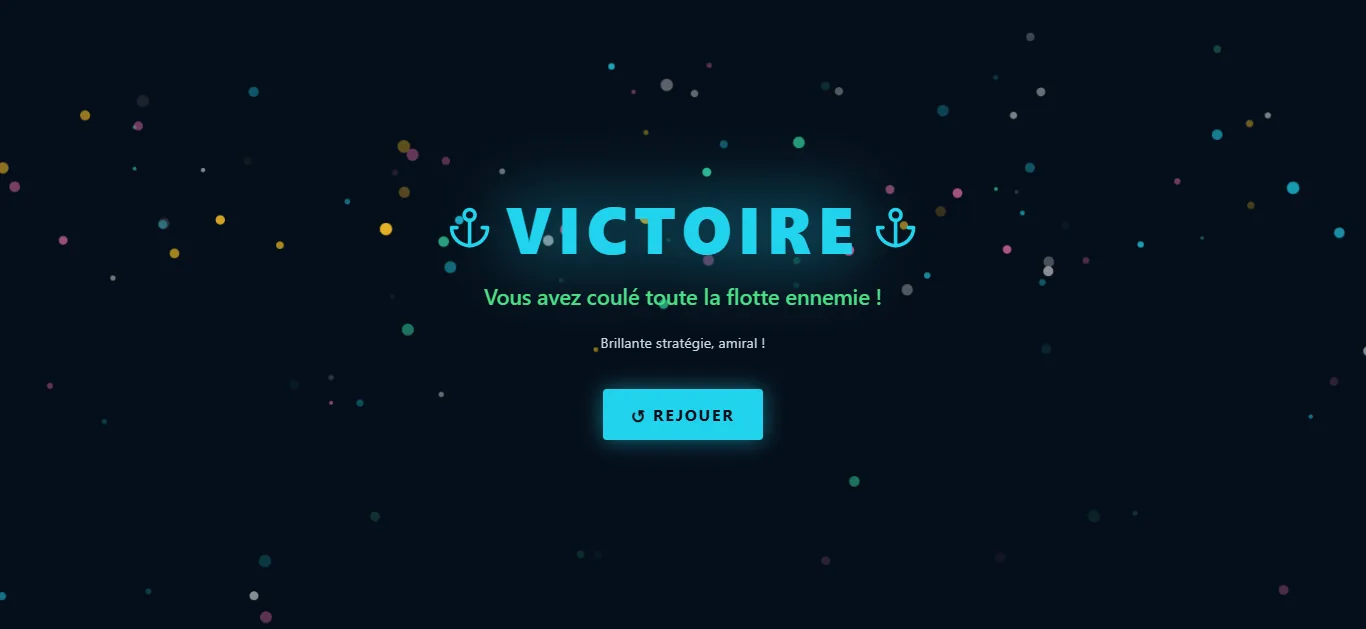 ⚓ VICTOIRE ⚓
Vous avez coulé toute la flotte ennemie !
Brillante stratégie, amiral !
↺ REJOUER